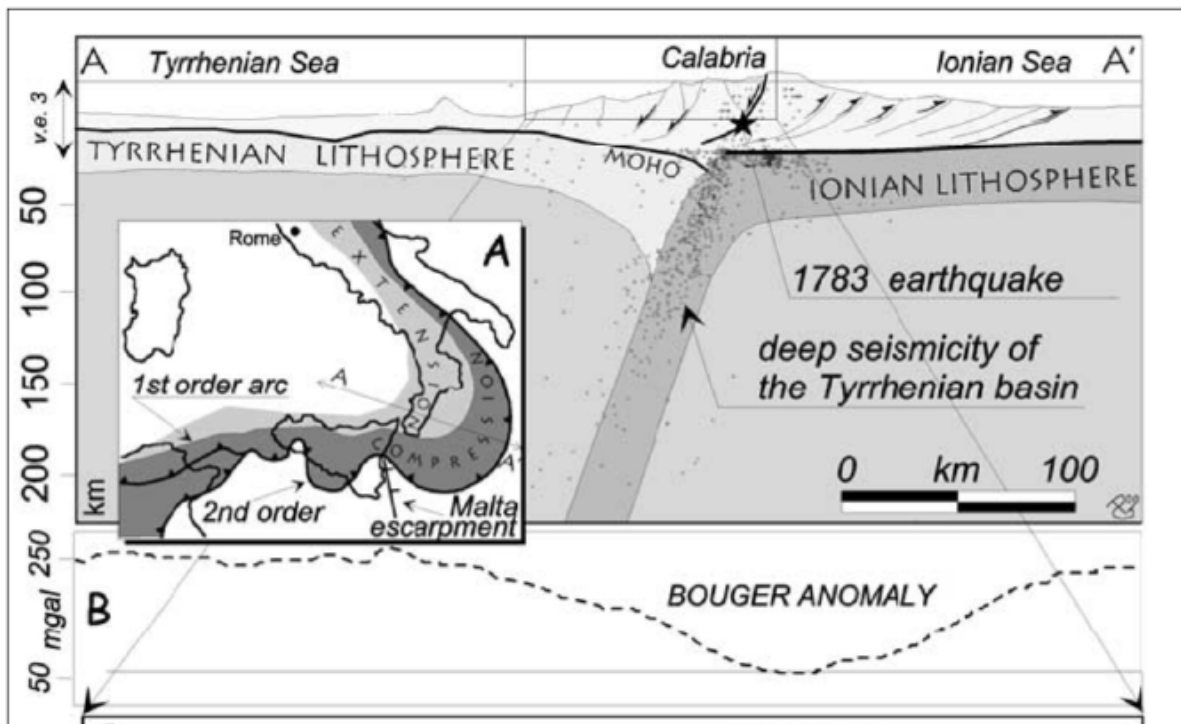 A Tyrrhenian Sea Calabria Ionian Sea A'
v.e. 3
TYRRHENIAN LITHOSPHERE MOHO
IONIAN LITHOSPHERE
50
100
150
200
km
Rome
A
EXTENSION
COMPRESSION
1st order arc
A
A'
2nd order
Malta
escarpment
1783 earthquake
deep seismicity of
the Tyrrhenian basin
0 km 100
250
mgal
50
B
BOUGER ANOMALY